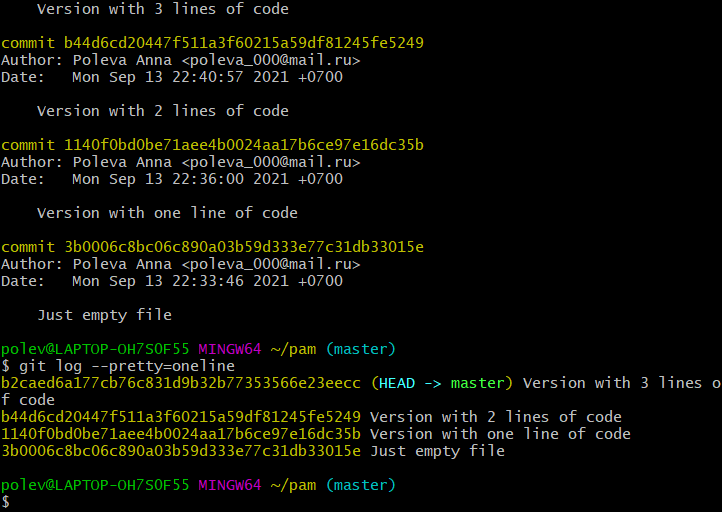 Version with 3 lines of code
commit b44d6cd20447f511a3f60215a59df81245fe5249
Author: Poleva Anna <poleva_000@mail.ru>
Date:   Mon Sep 13 22:40:57 2021 +0700
    Version with 2 lines of code
commit 1140f0bd0be71aee4b0024aa17b6ce97e16dc35b
Author: Poleva Anna <poleva_000@mail.ru>
Date:   Mon Sep 13 22:36:00 2021 +0700
    Version with one line of code
commit 3b0006c8bc06c890a03b59d333e77c31db33015e
Author: Poleva Anna <poleva_000@mail.ru>
Date:   Mon Sep 13 22:33:46 2021 +0700
    Just empty file
polev@LAPTOP-OH7S0F55 MINGW64 ~/pam (master)
$ git log --pretty=oneline
b2caed6a177cb76c831d9b32b77353566e23eecc (HEAD -> master) Version with 3 lines o
f code
b44d6cd20447f511a3f60215a59df81245fe5249 Version with 2 lines of code
1140f0bd0be71aee4b0024aa17b6ce97e16dc35b Version with one line of code
3b0006c8bc06c890a03b59d333e77c31db33015e Just empty file
polev@LAPTOP-OH7S0F55 MINGW64 ~/pam (master)
$